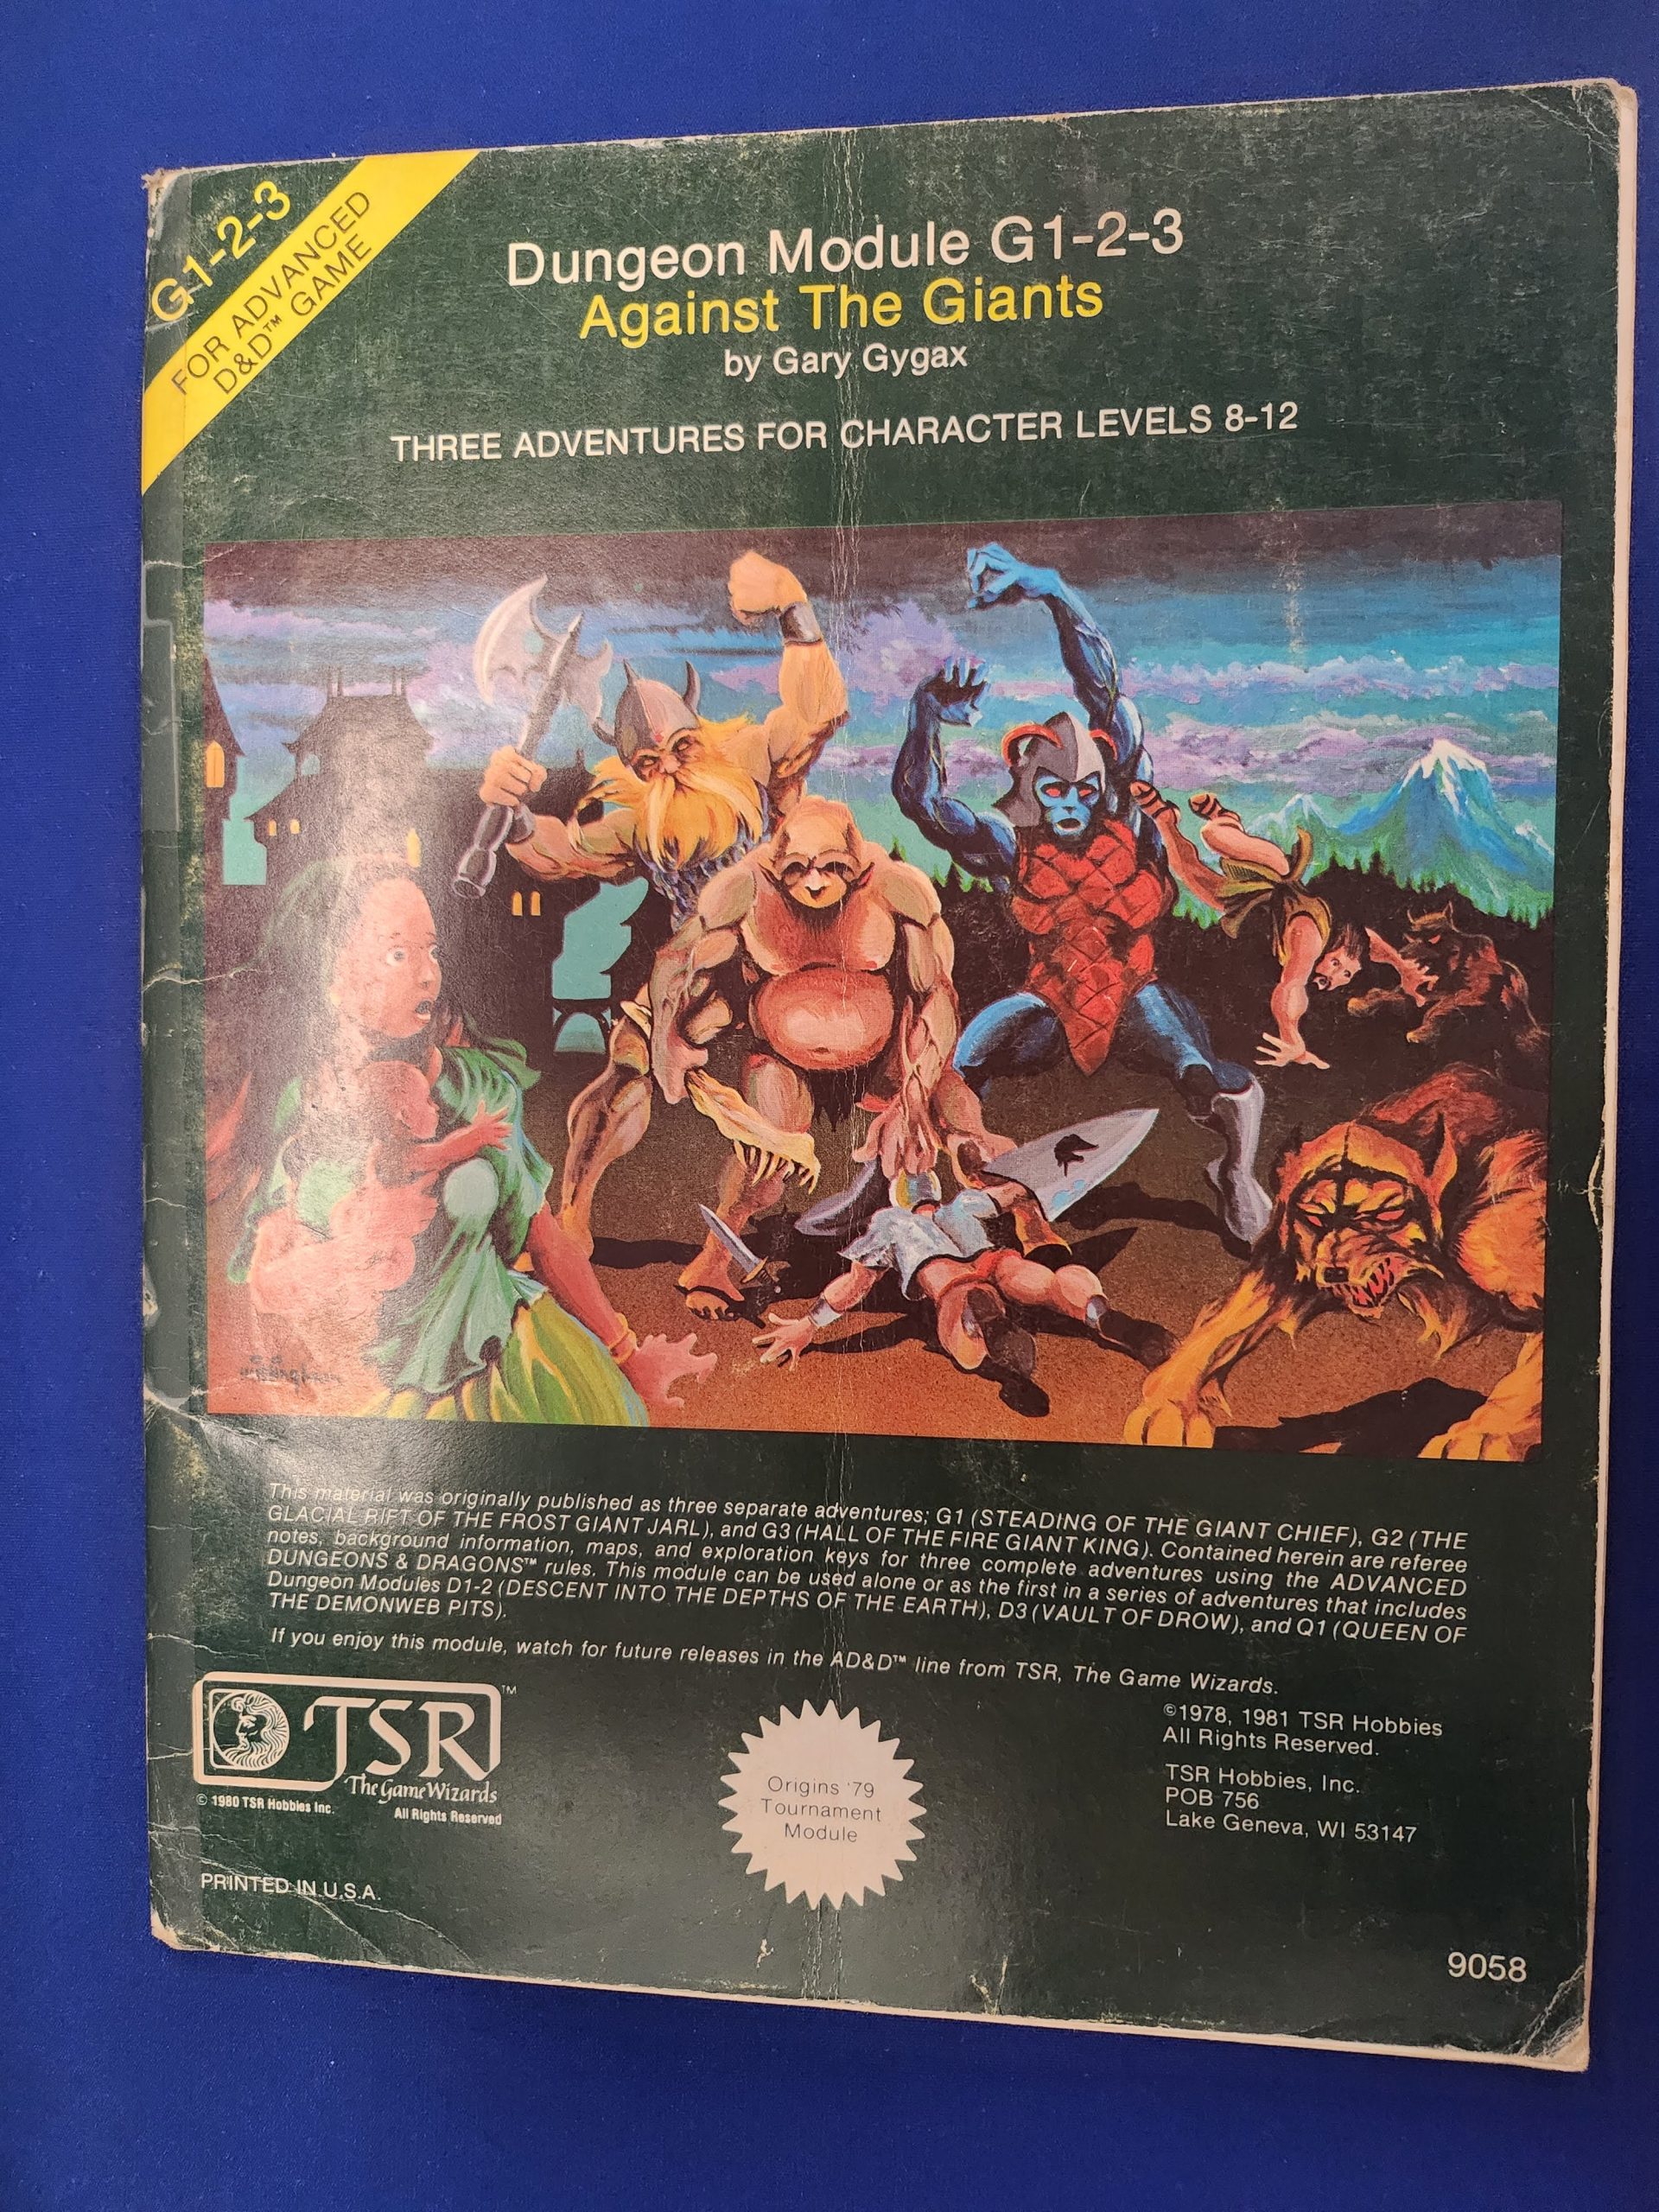 G1-2-3
FOR ADVANCED
D&D™ GAME
Dungeon Module G1-2-3
Against The Giants
by Gary Gygax
THREE ADVENTURES FOR CHARACTER LEVELS 8-12
This material was originally published as three separate adventures; G1 (STEADING OF THE GIANT CHIEF), G2 (THE
GLACIAL RIFT OF THE FROST GIANT JARL), and G3 (HALL OF THE FIRE GIANT KING). Contained herein are referee
notes, background information, maps, and exploration keys for three complete adventures using the ADVANCED
DUNGEONS & DRAGONS™ rules. This module can be used alone or as the first in a series of adventures that includes
Dungeon Modules D1-2 (DESCENT INTO THE DEPTHS OF THE EARTH), D3 (VAULT OF DROW), and Q1 (QUEEN OF
THE DEMONWEB PITS).
If you enjoy this module, watch for future releases in the AD&D™ line from TSR, The Game Wizards.
TSR™
The Game Wizards
© 1980 TSR Hobbies Inc.
All Rights Reserved
PRINTED IN U.S.A.
Origins '79
Tournament
Module
©1978, 1981 TSR Hobbies
All Rights Reserved.
TSR Hobbies, Inc.
POB 756
Lake Geneva, WI 53147
9058